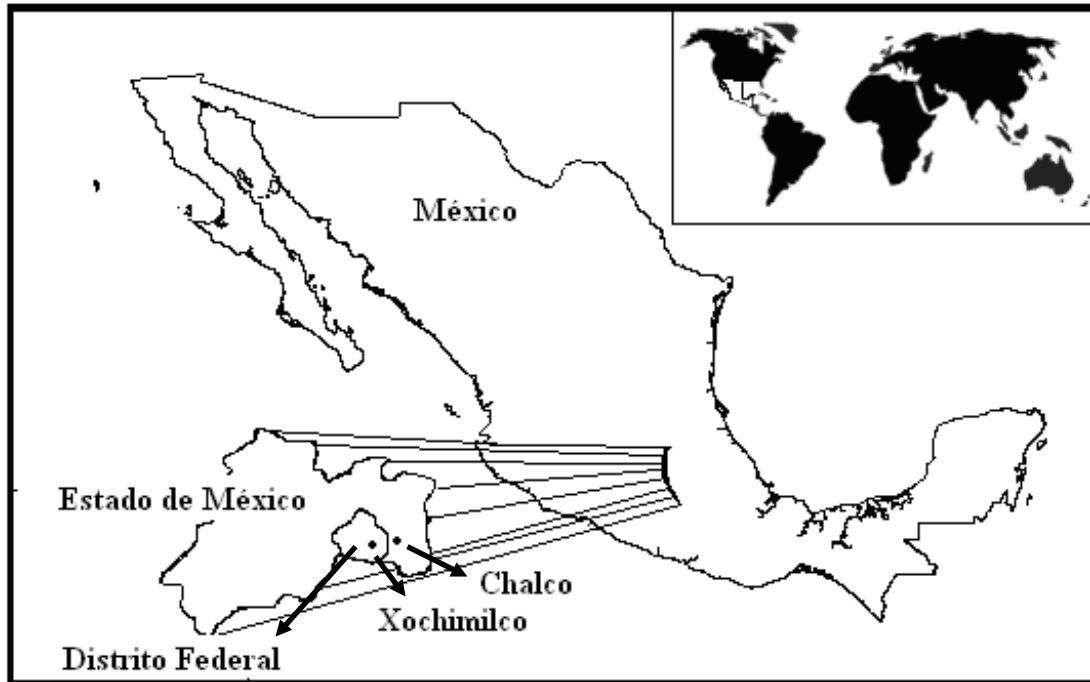 México
Estado de México
Chalco
Xochimilco
Distrito Federal